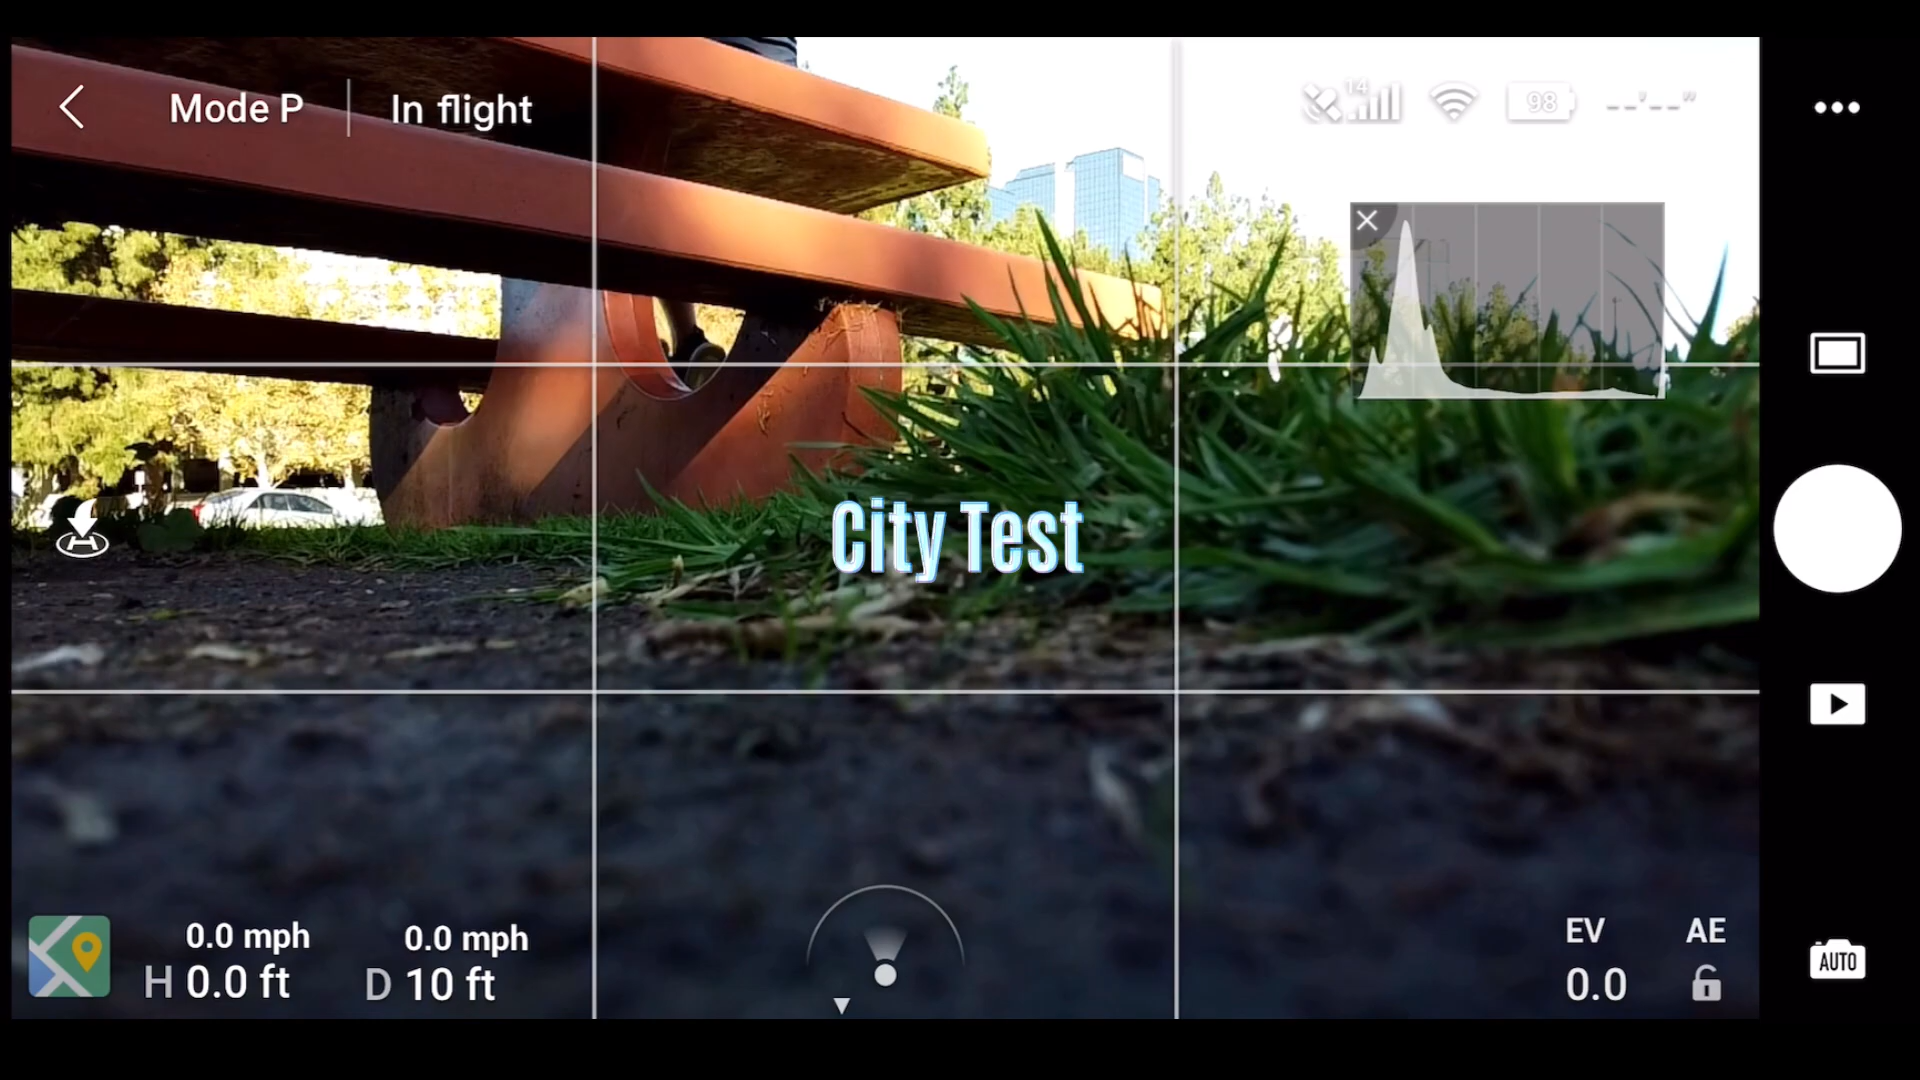 Mode P
In flight
14
98
--'--"
City Test
0.0 mph
0.0 mph
H 0.0 ft
D 10 ft
EV
AE
0.0
AUTO